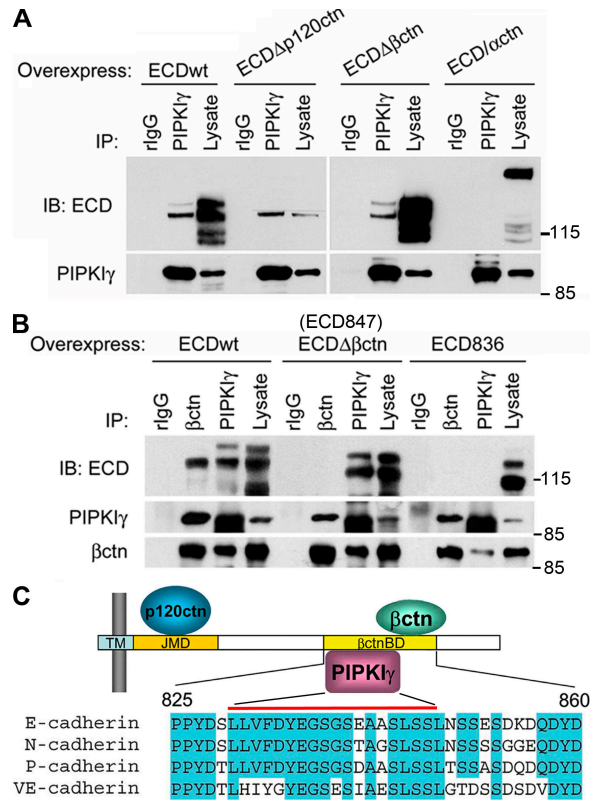 A
Overexpress: ECDwt ECDΔp120ctn ECDΔβctn ECD/αctn
IP: rIgG PIPKIγ Lysate rIgG PIPKIγ Lysate rIgG PIPKIγ Lysate rIgG PIPKIγ Lysate
IB: ECD
115
PIPKIγ
85
B
(ECD847)
Overexpress: ECDwt ECDΔβctn ECD836
IP: rIgG βctn PIPKIγ Lysate rIgG βctn PIPKIγ Lysate rIgG βctn PIPKIγ Lysate
IB: ECD
115
PIPKIγ
85
βctn
85
C
p120ctn
βctn
TM JMD βctnBD
PIPKIγ
825 860
E-cadherin PPYDSLLVFDYEGSGSEAASLSSLNSSESDKDQDYD
N-cadherin PPYDSLLVFDYEGSGSTAGSLSSLNSSSSGGEQDYD
P-cadherin PPYDTLLVFDYEGSGSDAASLSSLTSSASDQDQDYD
VE-cadherin PPYDTLHIYGYEGSESIAESLSSLGTDSSDSDVDYD